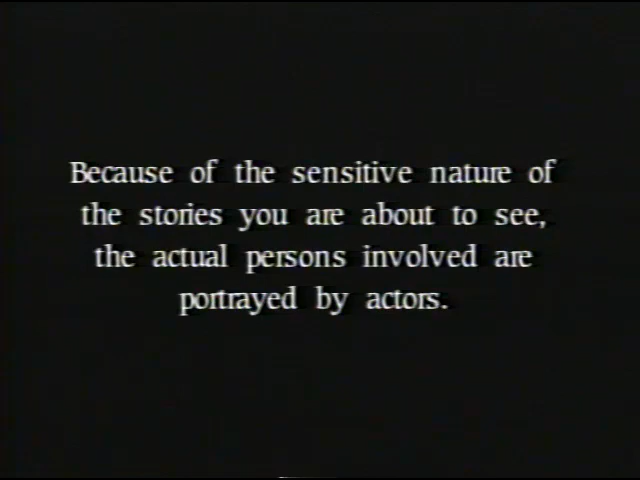 Because of the sensitive nature of
the stories you are about to see,
the actual persons involved are
portrayed by actors.